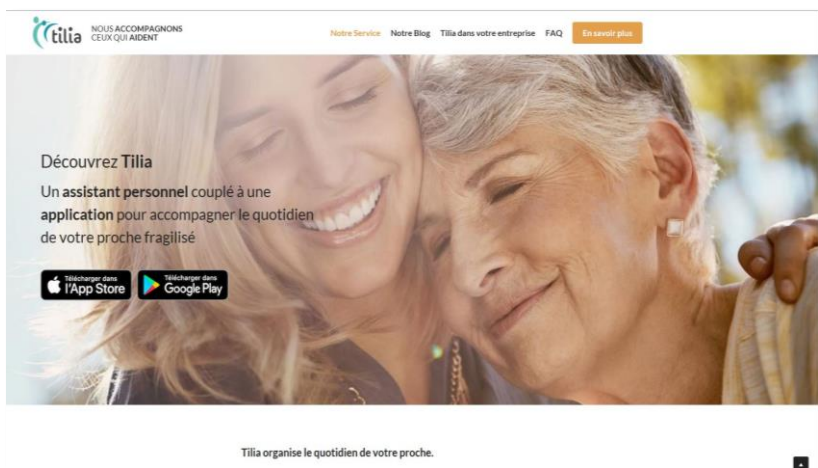 tilia
NOUS ACCOMPAGNONS
CEUX QUI AIDENT
Notre Service Notre Blog Tilia dans votre entreprise FAQ En savoir plus
Découvrez Tilia
Un assistant personnel couplé à une
application pour accompagner le quotidien
de votre proche fragilisé
Télécharger dans
l'App Store
Télécharger dans
Google Play
Tilia organise le quotidien de votre proche.